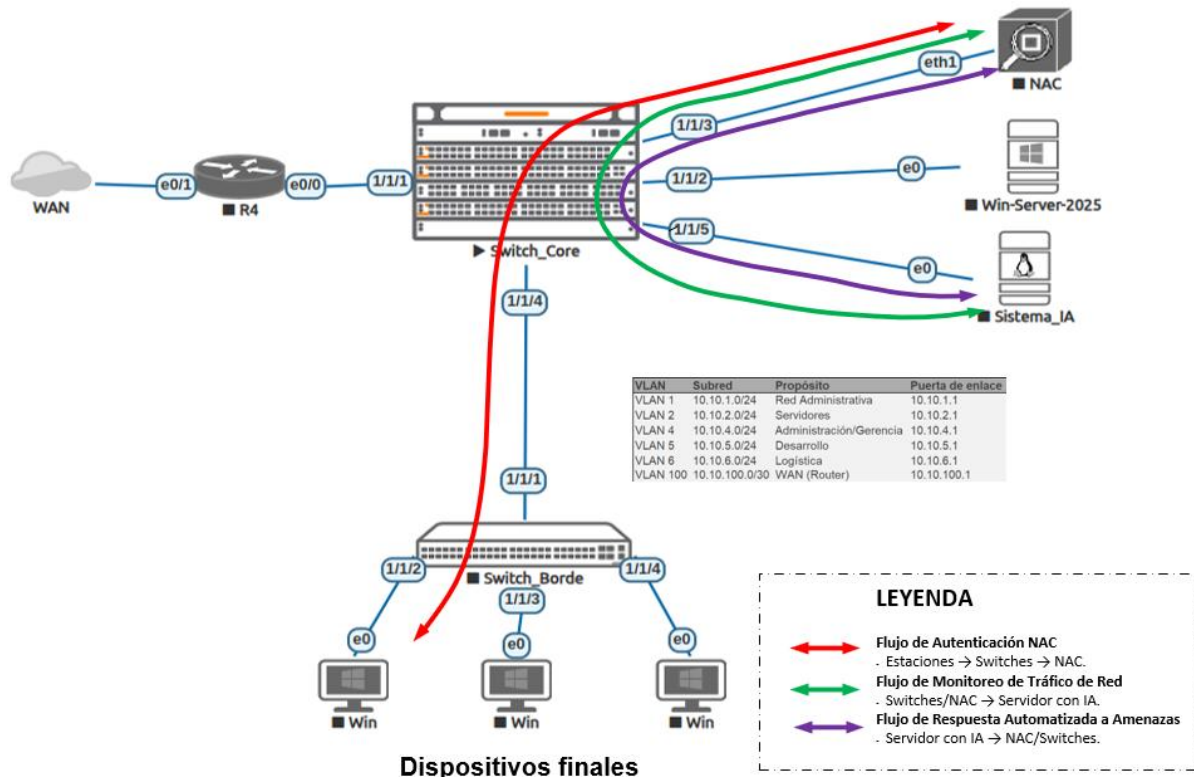 eth1
NAC
1/1/3
1/1/2
e0
Win-Server-2025
WAN
e0/1
R4
e0/0
1/1/1
Switch_Core
1/1/5
e0
Sistema_IA
1/1/4
VLAN Subred Propósito Puerta de enlace
VLAN 1 10.10.1.0/24 Red Administrativa 10.10.1.1
VLAN 2 10.10.2.0/24 Servidores 10.10.2.1
VLAN 4 10.10.4.0/24 Administración/Gerencia 10.10.4.1
VLAN 5 10.10.5.0/24 Desarrollo 10.10.5.1
VLAN 6 10.10.6.0/24 Logística 10.10.6.1
VLAN 100 10.10.100.0/30 WAN (Router) 10.10.100.1
1/1/1
1/1/2
Switch_Borde
1/1/4
1/1/3
e0
e0
e0
Win
Win
Win
Dispositivos finales
LEYENDA
Flujo de Autenticación NAC
- Estaciones → Switches → NAC.
Flujo de Monitoreo de Tráfico de Red
- Switches/NAC → Servidor con IA.
Flujo de Respuesta Automatizada a Amenazas
- Servidor con IA → NAC/Switches.